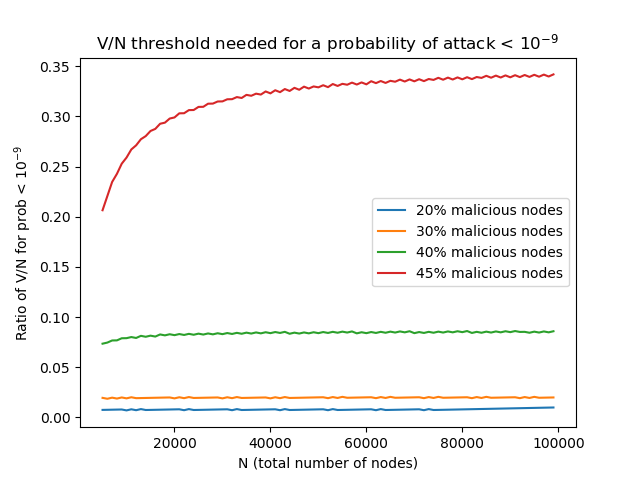 V/N threshold needed for a probability of attack < 10⁻⁹
Ratio of V/N for prob < 10⁻⁹
0.35
0.30
0.25
0.20
0.15
0.10
0.05
0.00
20% malicious nodes
30% malicious nodes
40% malicious nodes
45% malicious nodes
20000 40000 60000 80000 100000
N (total number of nodes)